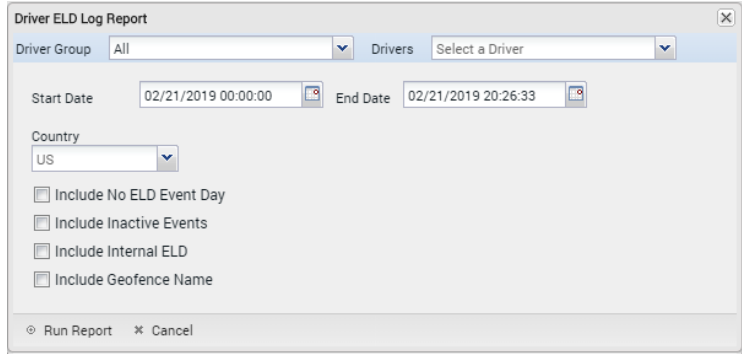 Driver ELD Log Report
Driver Group All Drivers Select a Driver
Start Date 02/21/2019 00:00:00 End Date 02/21/2019 20:26:33
Country
US
Include No ELD Event Day
Include Inactive Events
Include Internal ELD
Include Geofence Name
Run Report Cancel